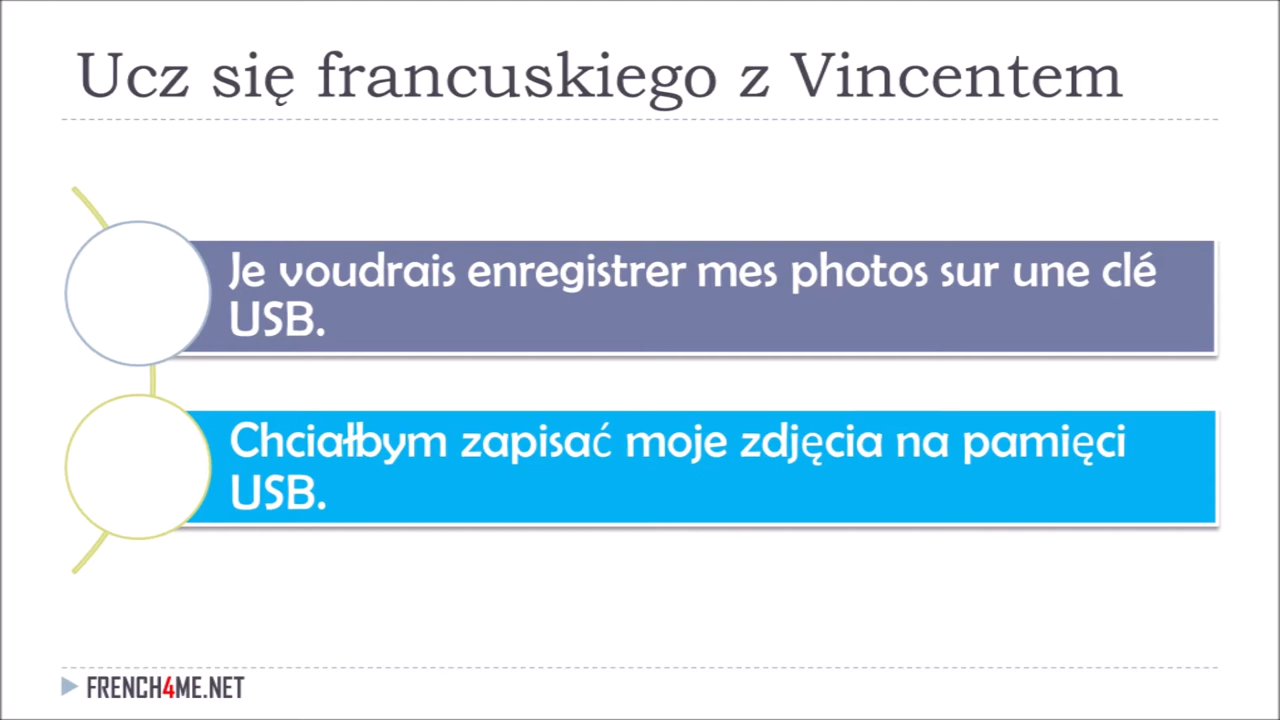 Ucz się francuskiego z Vincentem
Je voudrais enregistrer mes photos sur une clé
USB.
Chciałbym zapisać moje zdjęcia na pamięci
USB.
FRENCH4ME.NET